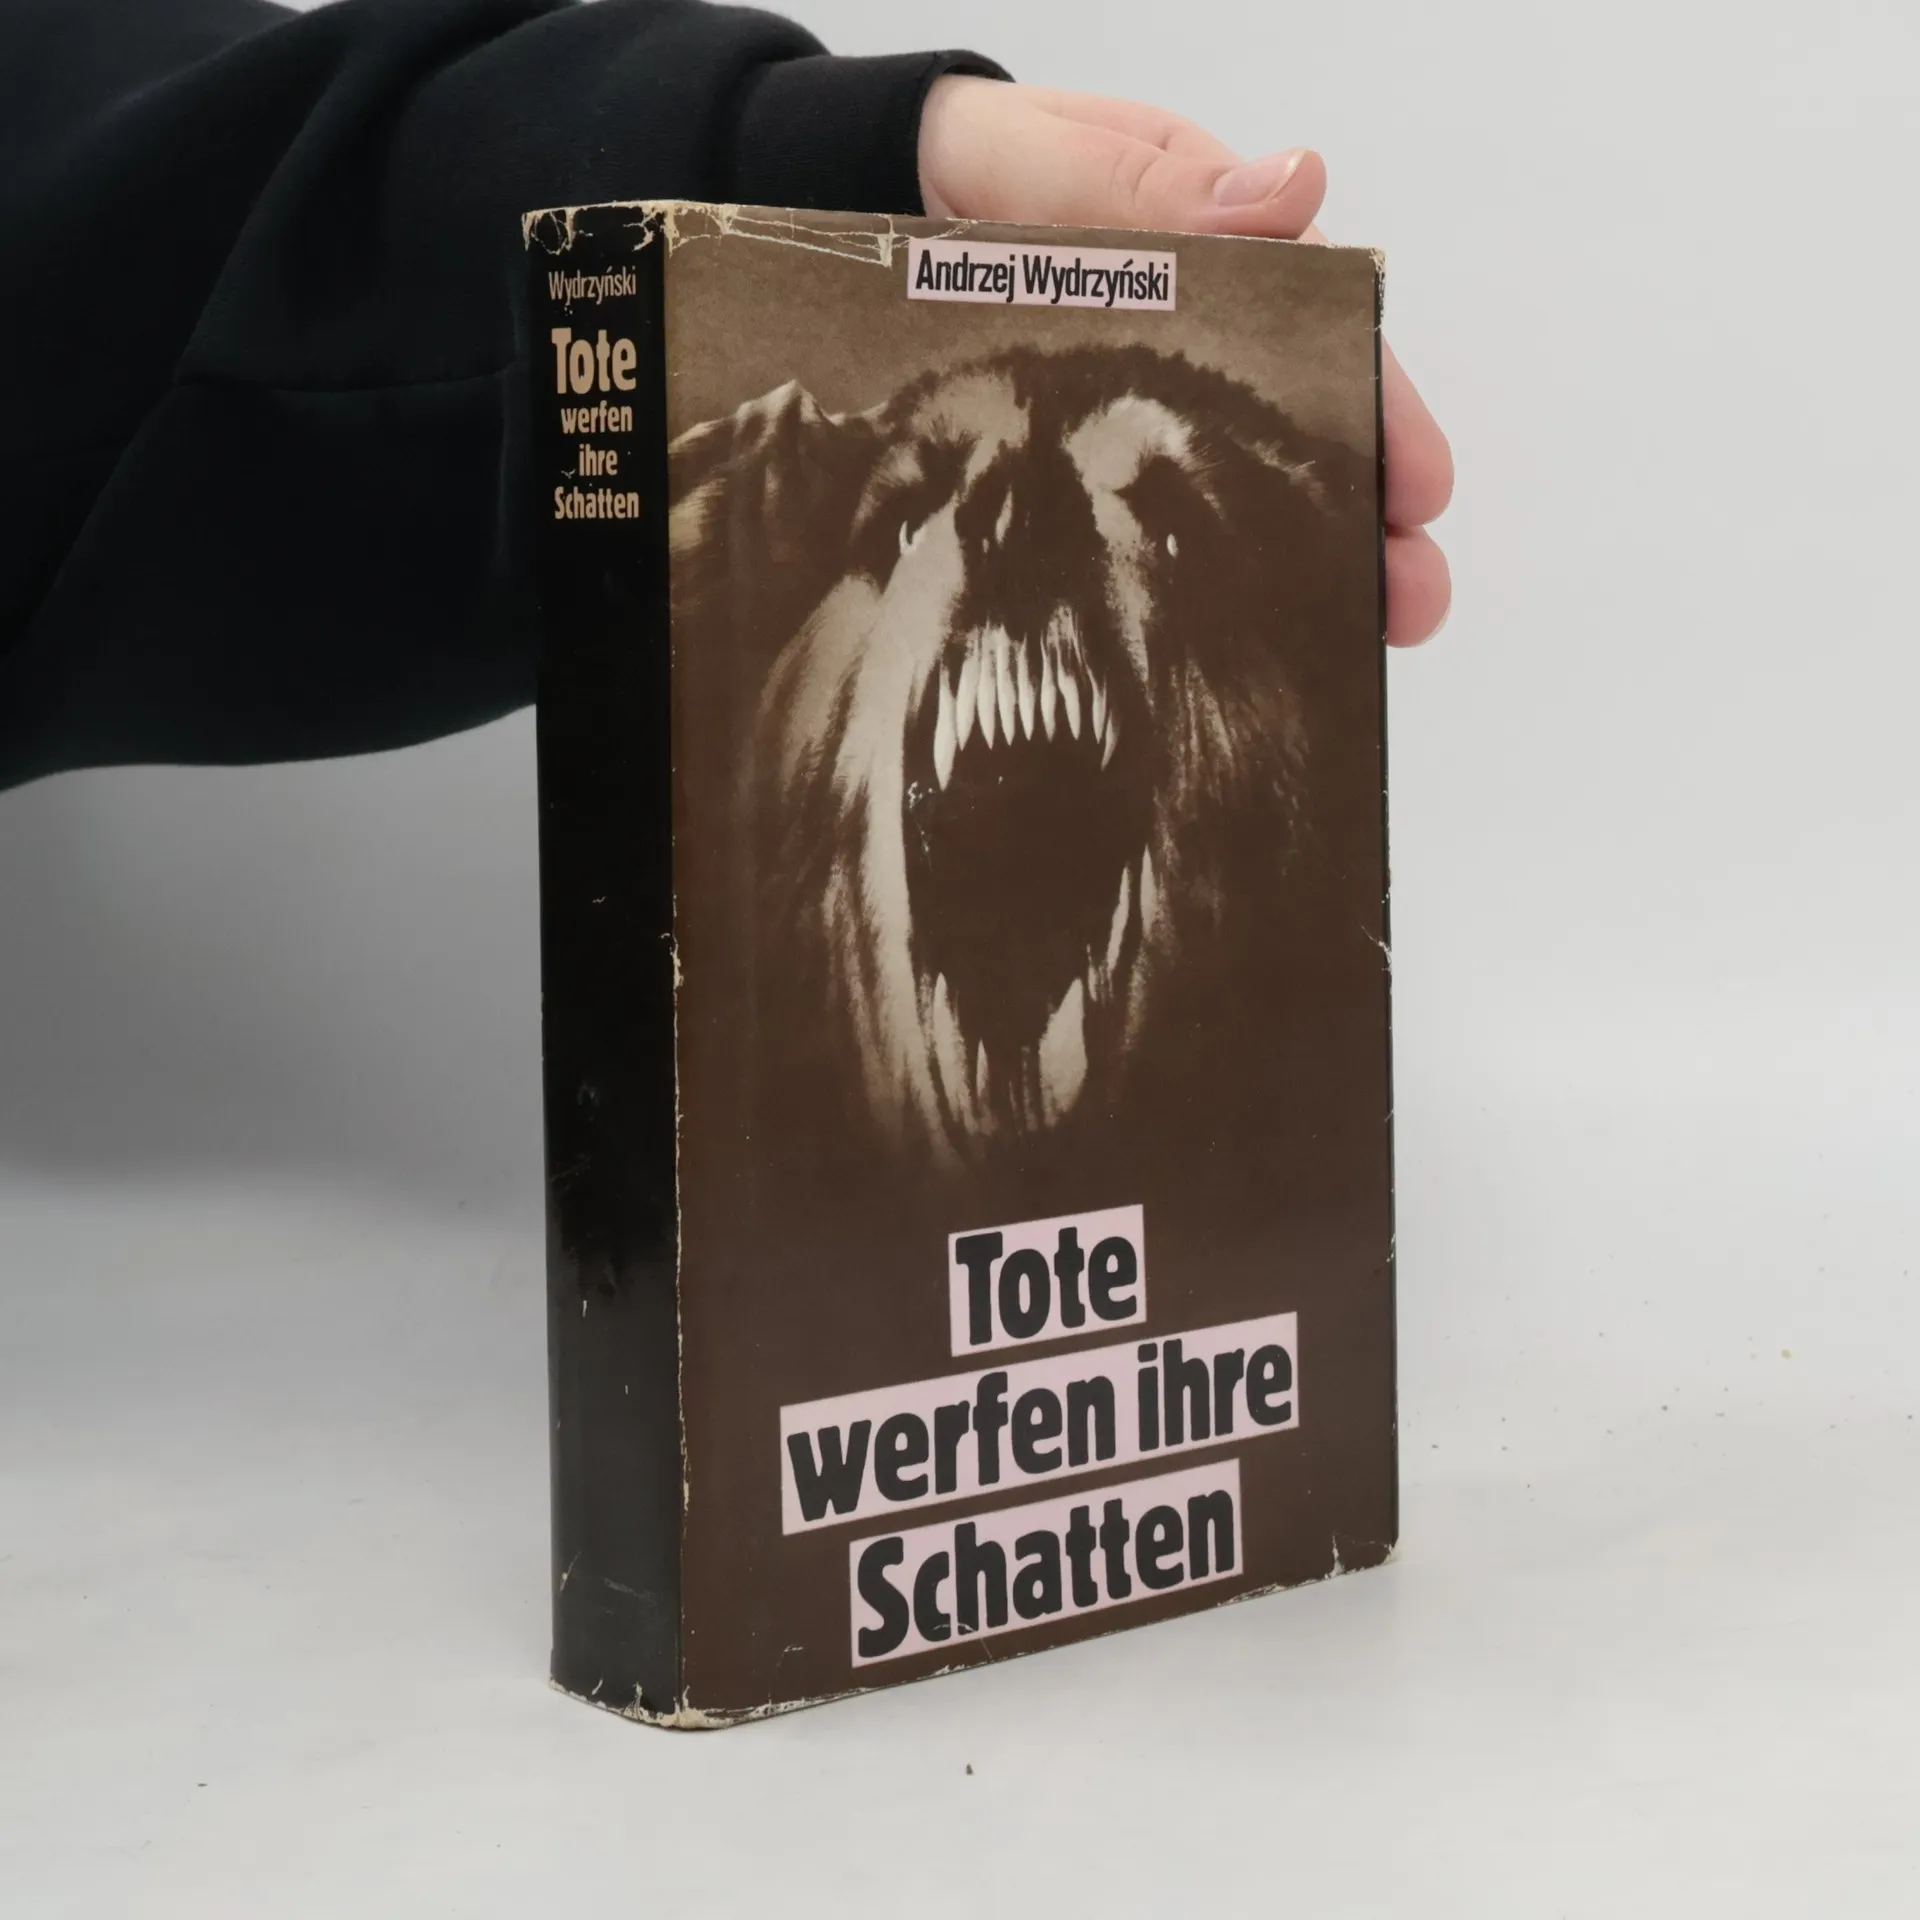 Wydrzyński
Tote
werfen
ihre
Schatten
Andrzej Wydrzyński
Tote
werfen ihre
Schatten